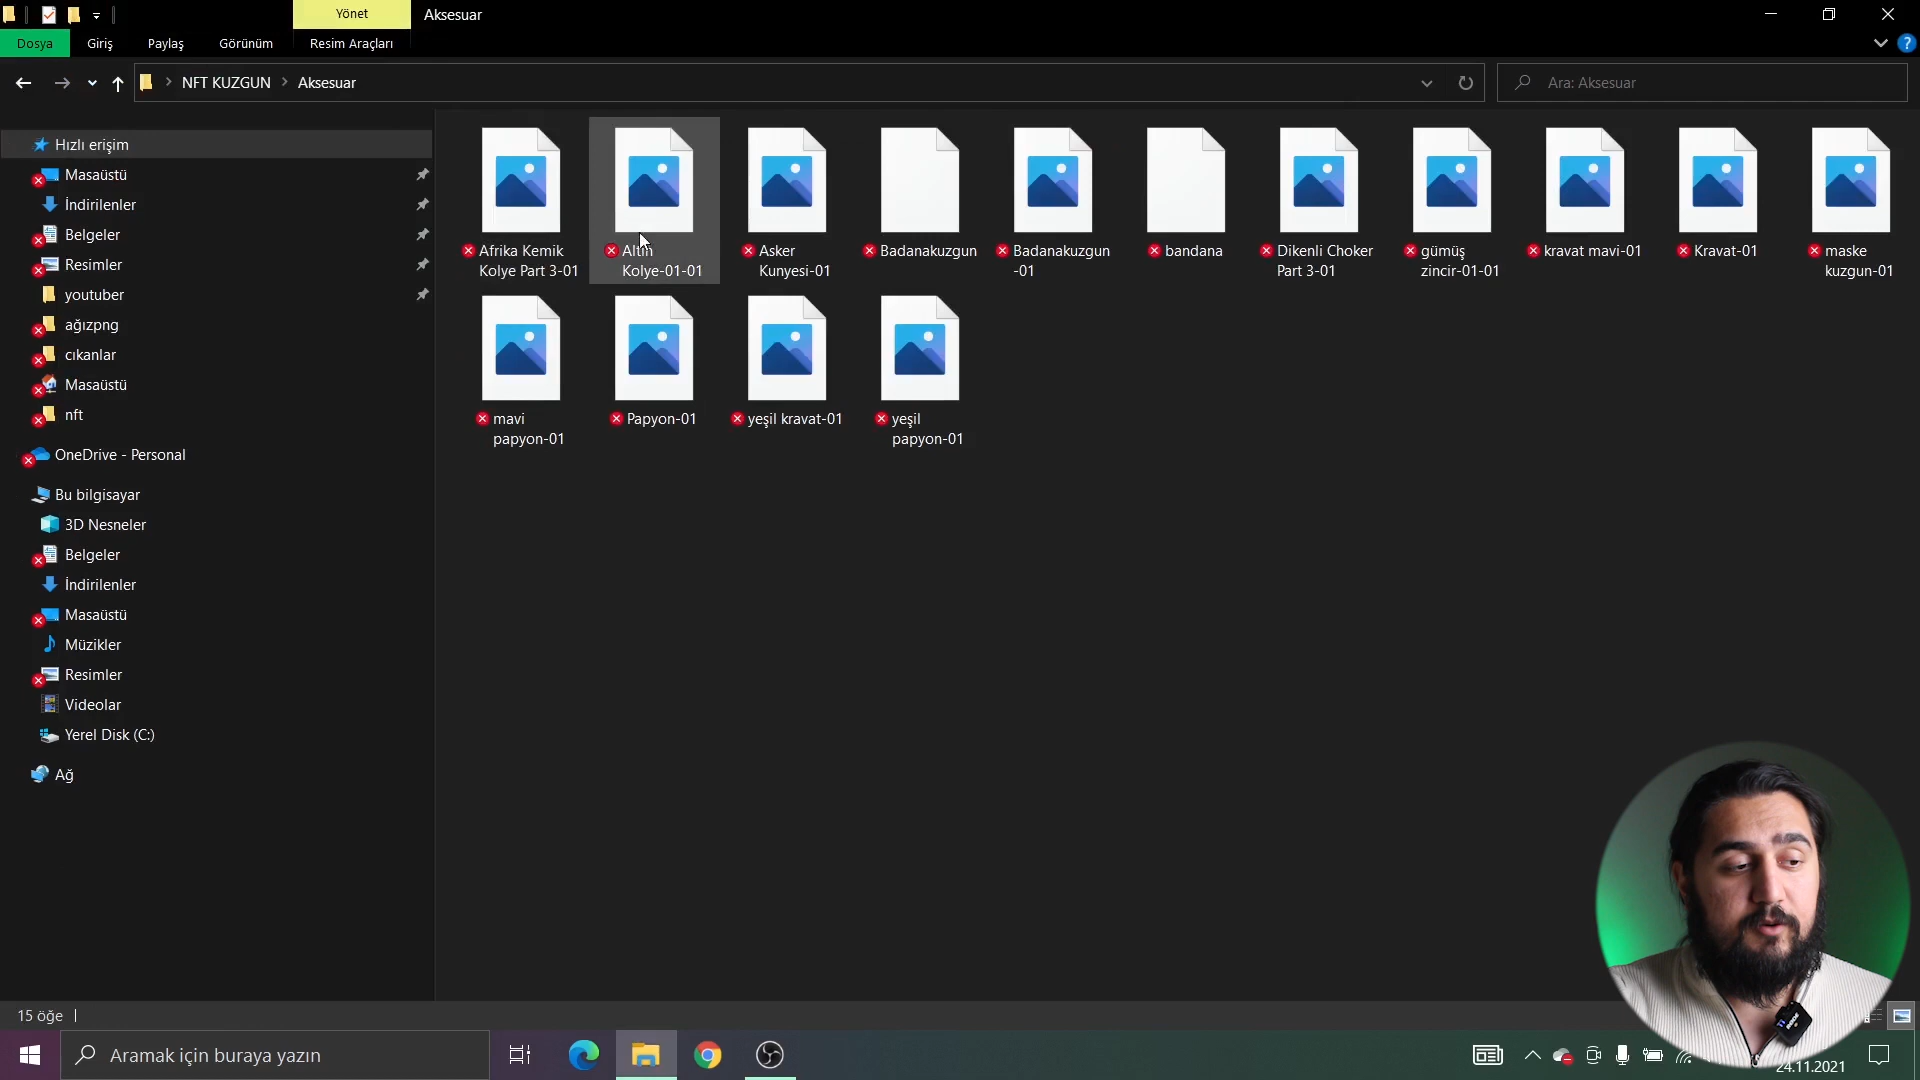 Yönet
Aksesuar
Dosya
Giriş
Paylaş
Görünüm
Resim Araçları
NFT KUZGUN
Aksesuar
Ara: Aksesuar
Hızlı erişim
Masaüstü
İndirilenler
Belgeler
Resimler
youtuber
ağızpng
cıkanlar
Masaüstü
nft
OneDrive - Personal
Bu bilgisayar
3D Nesneler
Belgeler
İndirilenler
Masaüstü
Müzikler
Resimler
Videolar
Yerel Disk (C:)
Ağ
Afrika Kemik
Kolye Part 3-01
Altın
Kolye-01-01
Asker
Kunyesi-01
Badanakuzgun
Badanakuzgun
-01
bandana
Dikenli Choker
Part 3-01
gümüş
zincir-01-01
kravat mavi-01
Kravat-01
maske
kuzgun-01
mavi
papyon-01
Papyon-01
yeşil kravat-01
yeşil
papyon-01
15 öğe
Aramak için buraya yazın
24.11.2021